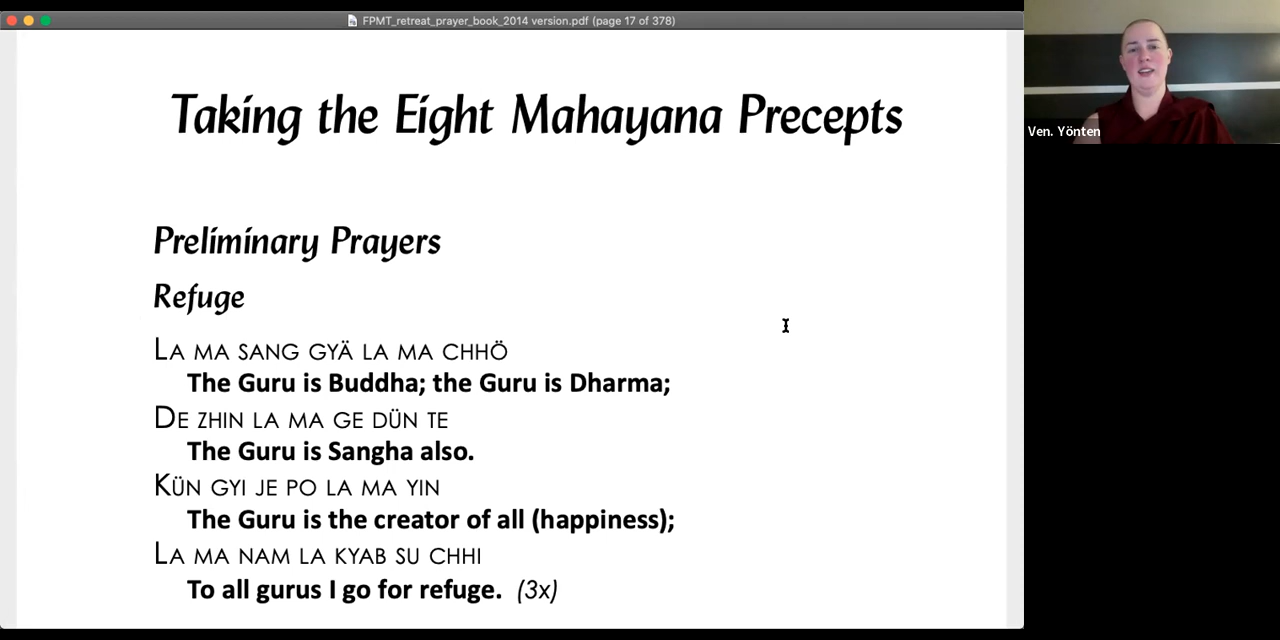 FPMT_retreat_prayer_book_2014 version.pdf (page 17 of 378)
Taking the Eight Mahayana Precepts
Preliminary Prayers
Refuge
LA MA SANG GYÄ LA MA CHHÖ
The Guru is Buddha; the Guru is Dharma;
DE ZHIN LA MA GE DÜN TE
The Guru is Sangha also.
KÜN GYI JE PO LA MA YIN
The Guru is the creator of all (happiness);
LA MA NAM LA KYAB SU CHHI
To all gurus I go for refuge. (3x)
Ven. Yönten